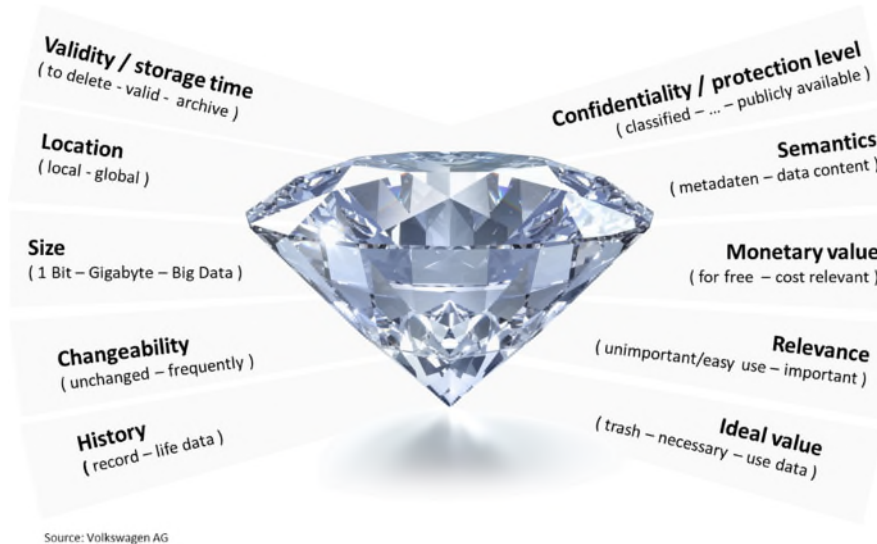 Validity / storage time
( to delete - valid - archive )
Location
( local - global )
Size
( 1 Bit – Gigabyte – Big Data )
Changeability
( unchanged – frequently )
History
( record – life data )
Confidentiality / protection level
( classified – ... – publicly available )
Semantics
( metadaten – data content )
Monetary value
( for free – cost relevant )
Relevance
( unimportant/easy use – important )
Ideal value
( trash – necessary – use data )
Source: Volkswagen AG